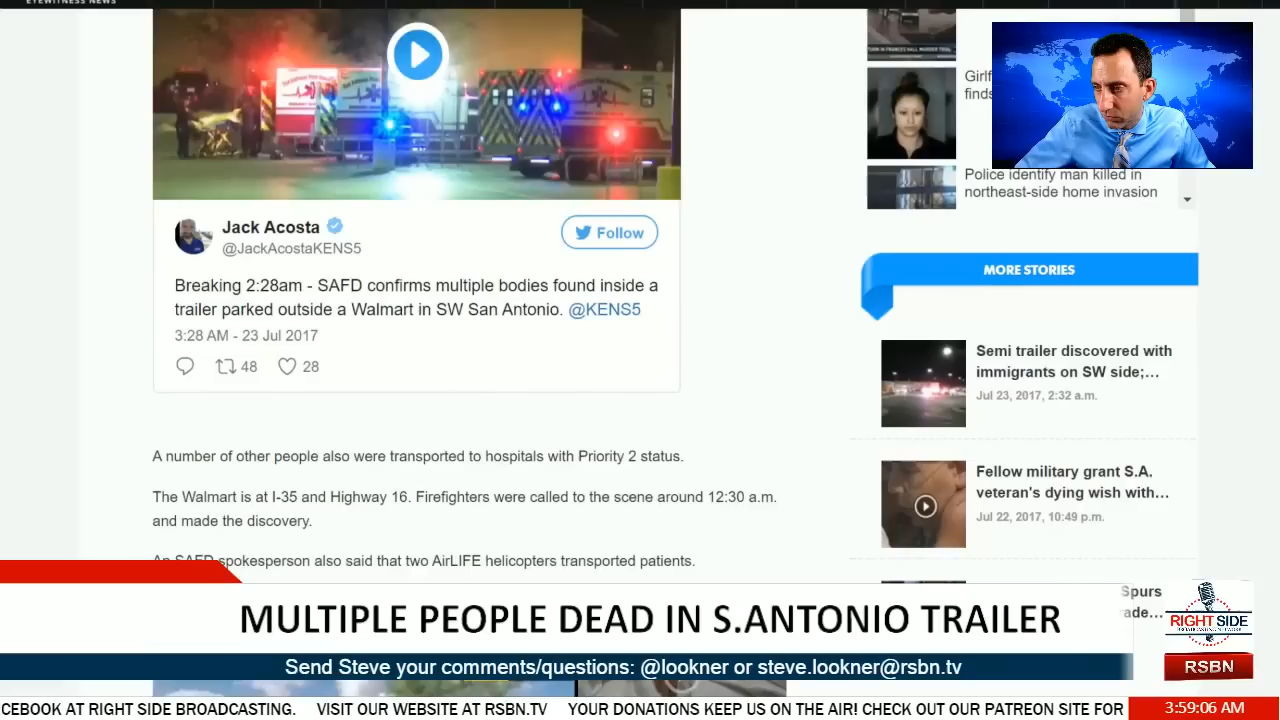 EYEWITNESS NEWS
Jack Acosta
@JackAcostaKENS5
Follow
Breaking 2:28am - SAFD confirms multiple bodies found inside a
trailer parked outside a Walmart in SW San Antonio. @KENS5
3:28 AM - 23 Jul 2017
48
28
A number of other people also were transported to hospitals with Priority 2 status.
The Walmart is at I-35 and Highway 16. Firefighters were called to the scene around 12:30 a.m.
and made the discovery.
An SAFD spokesperson also said that two AirLIFE helicopters transported patients.
Girlf
finds
Police identify man killed in
northeast-side home invasion
MORE STORIES
Semi trailer discovered with
immigrants on SW side;...
Jul 23, 2017, 2:32 a.m.
Fellow military grant S.A.
veteran's dying wish with...
Jul 22, 2017, 10:49 p.m.
Spurs
ade...
MULTIPLE PEOPLE DEAD IN S.ANTONIO TRAILER
Send Steve your comments/questions: @lookner or steve.lookner@rsbn.tv
RIGHT SIDE
BROADCASTING NETWORK
RSBN
CEBOOK AT RIGHT SIDE BROADCASTING. VISIT OUR WEBSITE AT RSBN.TV YOUR DONATIONS KEEP US ON THE AIR! CHECK OUT OUR PATREON SITE FOR
3:59:06 AM